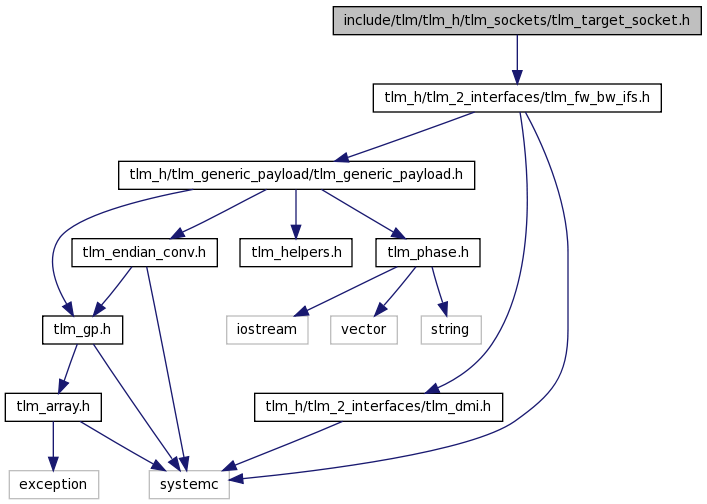 include/tlm/tlm_h/tlm_sockets/tlm_target_socket.h
tlm_h/tlm_2_interfaces/tlm_fw_bw_ifs.h
tlm_h/tlm_generic_payload/tlm_generic_payload.h
tlm_endian_conv.h
tlm_helpers.h
tlm_phase.h
tlm_gp.h
iostream
vector
string
tlm_array.h
tlm_h/tlm_2_interfaces/tlm_dmi.h
exception
systemc